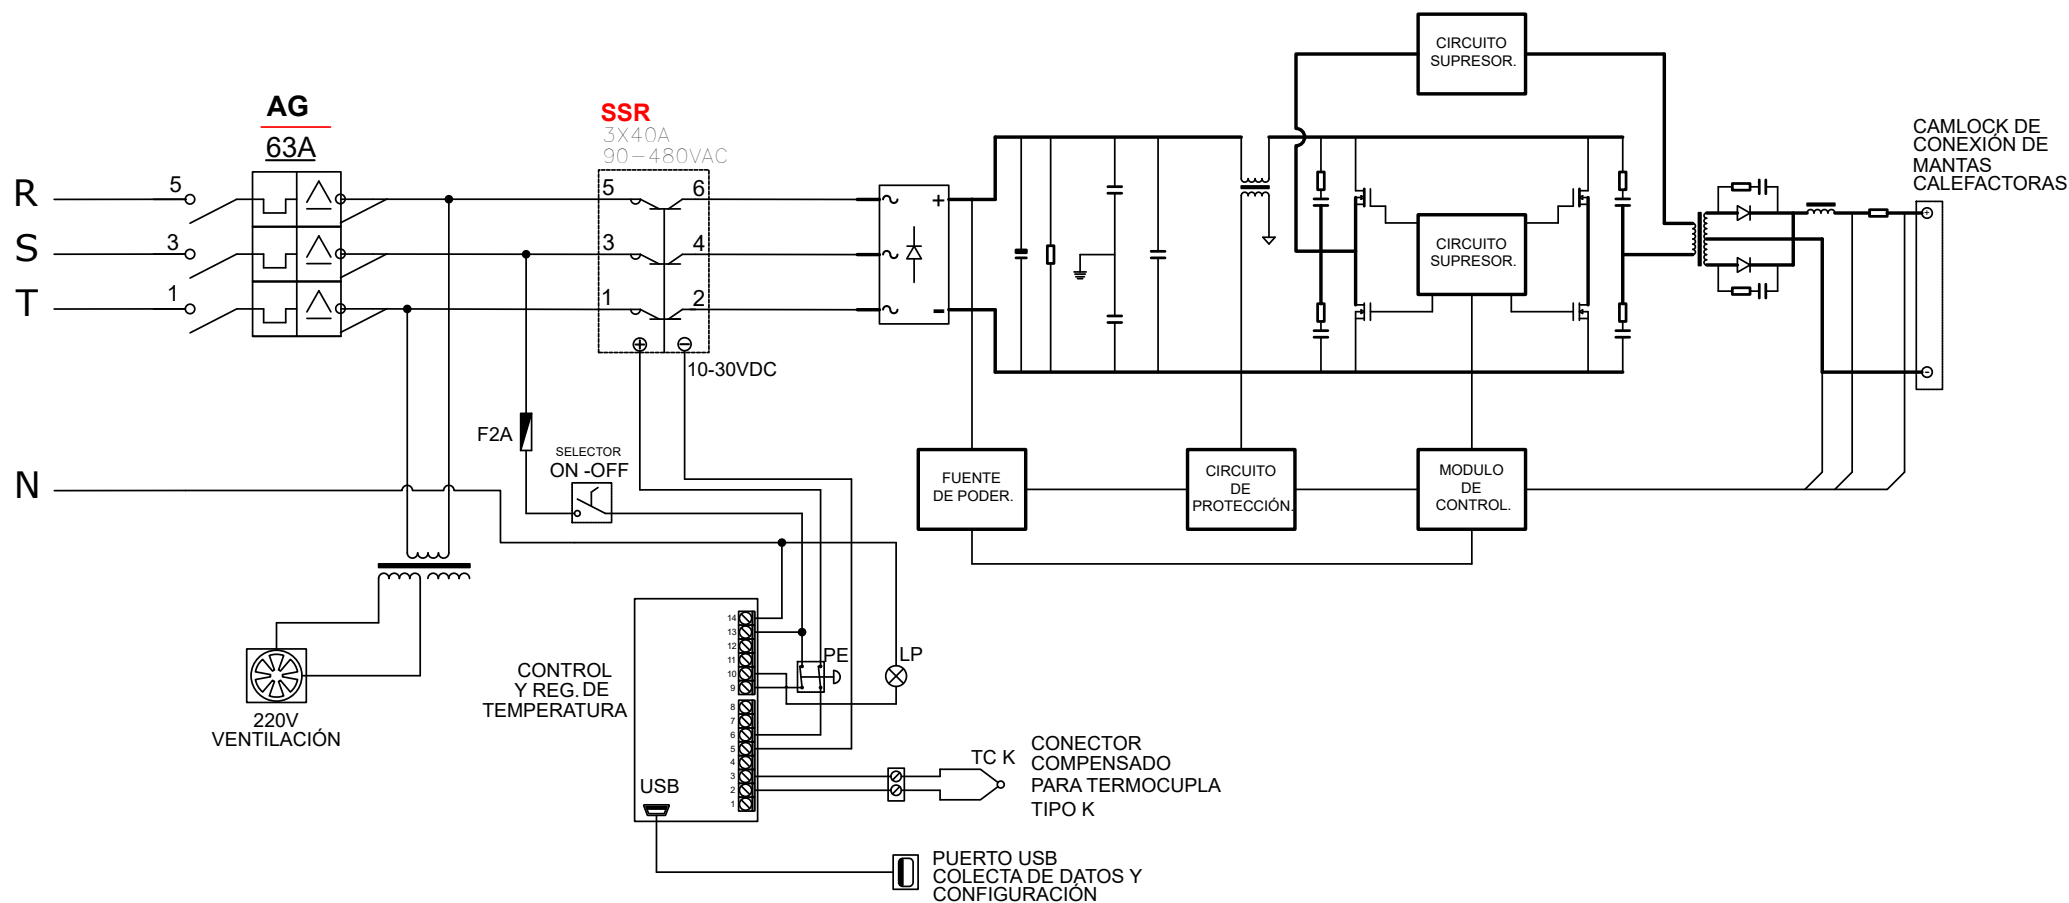 CIRCUITO
SUPRESOR.
AG
63A
SSR
3X40A
90-480VAC
CAMLOCK DE
CONEXIÓN DE
MANTAS
CALEFACTORAS
R
5
5
6
+
+
S
3
3
4
CIRCUITO
SUPRESOR.
T
1
1
2
-
+
-
10-30VDC
-
F2A
SELECTOR
ON -OFF
N
FUENTE
DE PODER.
CIRCUITO
DE
PROTECCIÓN.
MODULO
DE
CONTROL.
14
13
12
11
10
9
8
7
6
5
4
3
2
1
PE
LP
CONTROL
Y REG. DE
TEMPERATURA
220V
VENTILACIÓN
USB
TC K
CONECTOR
COMPENSADO
PARA TERMOCUPLA
TIPO K
PUERTO USB
COLECTA DE DATOS Y
CONFIGURACIÓN